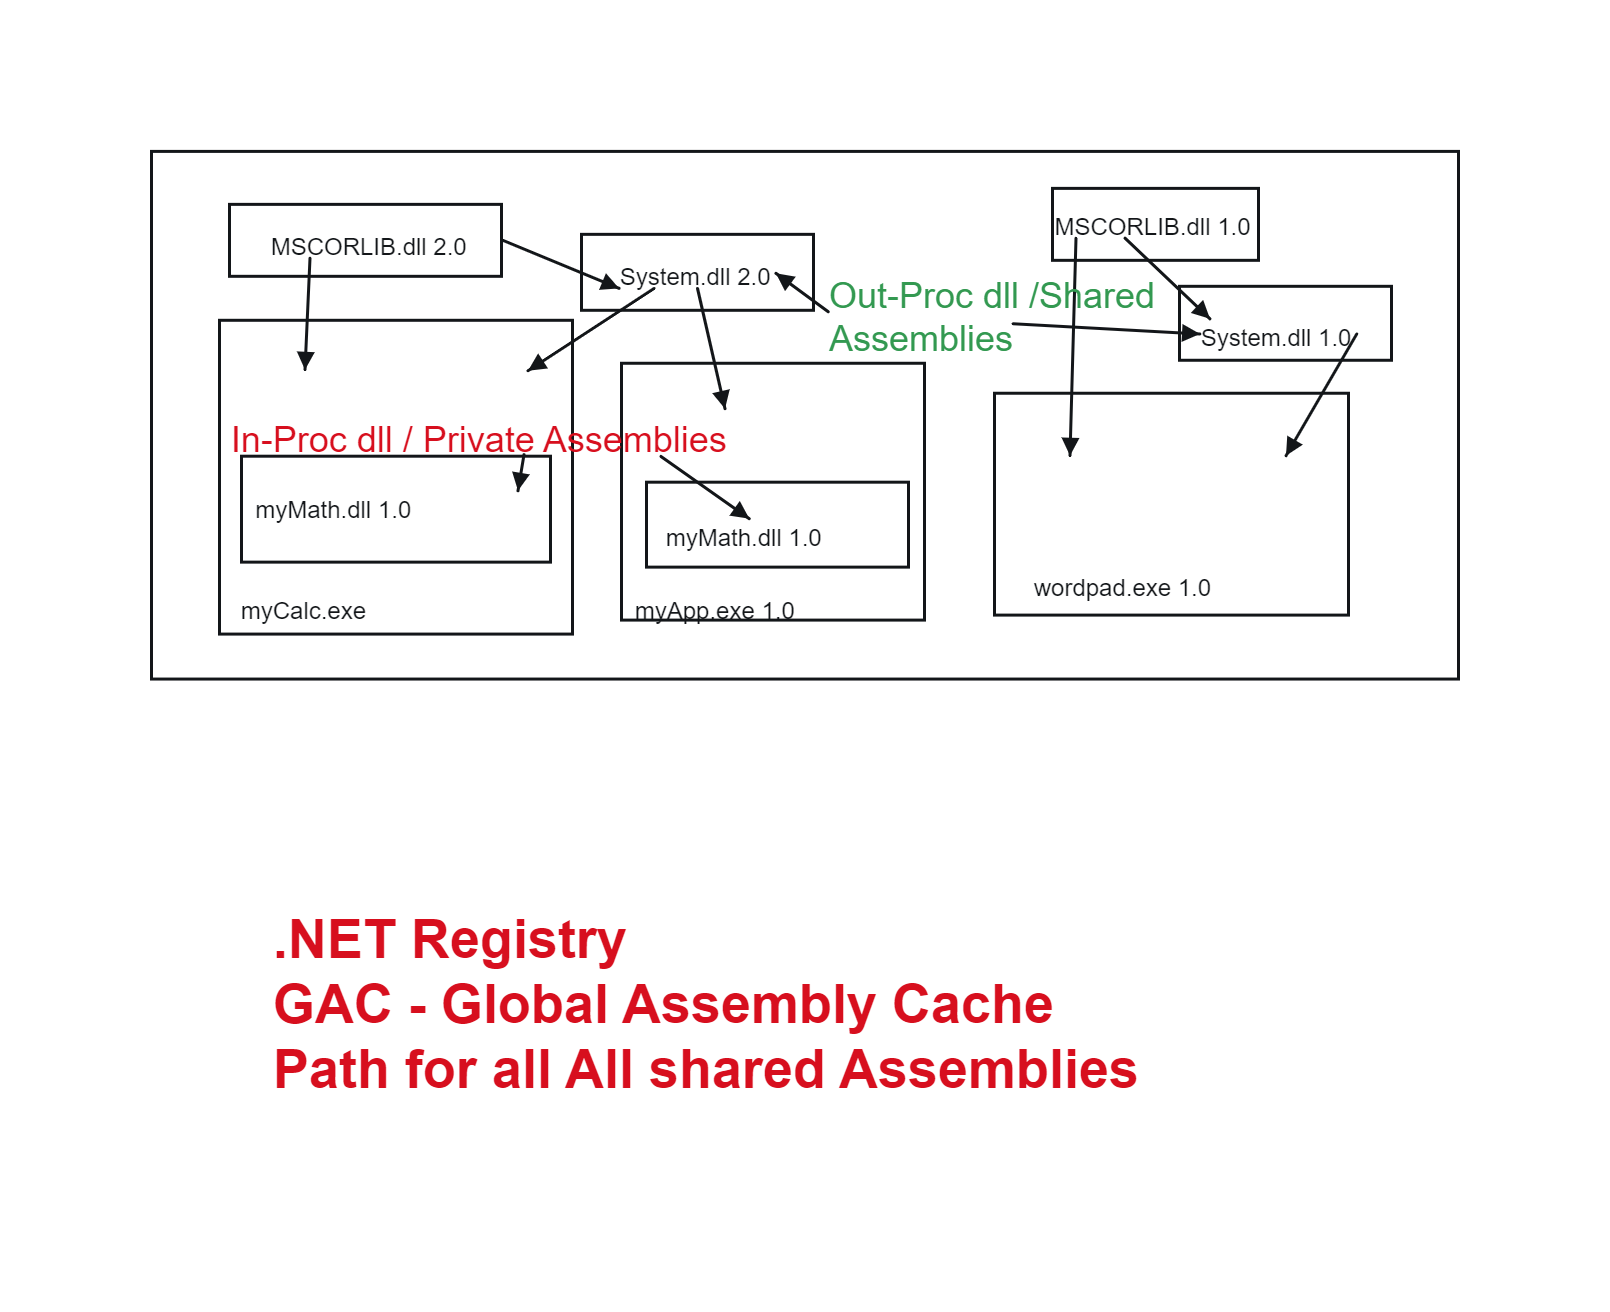 MSCORLIB.dll 2.0
System.dll 2.0
MSCORLIB.dll 1.0
Out-Proc dll /Shared
Assemblies
System.dll 1.0
In-Proc dll / Private Assemblies
myMath.dll 1.0
myMath.dll 1.0
wordpad.exe 1.0
myCalc.exe
myApp.exe 1.0
.NET Registry
GAC - Global Assembly Cache
Path for all All shared Assemblies